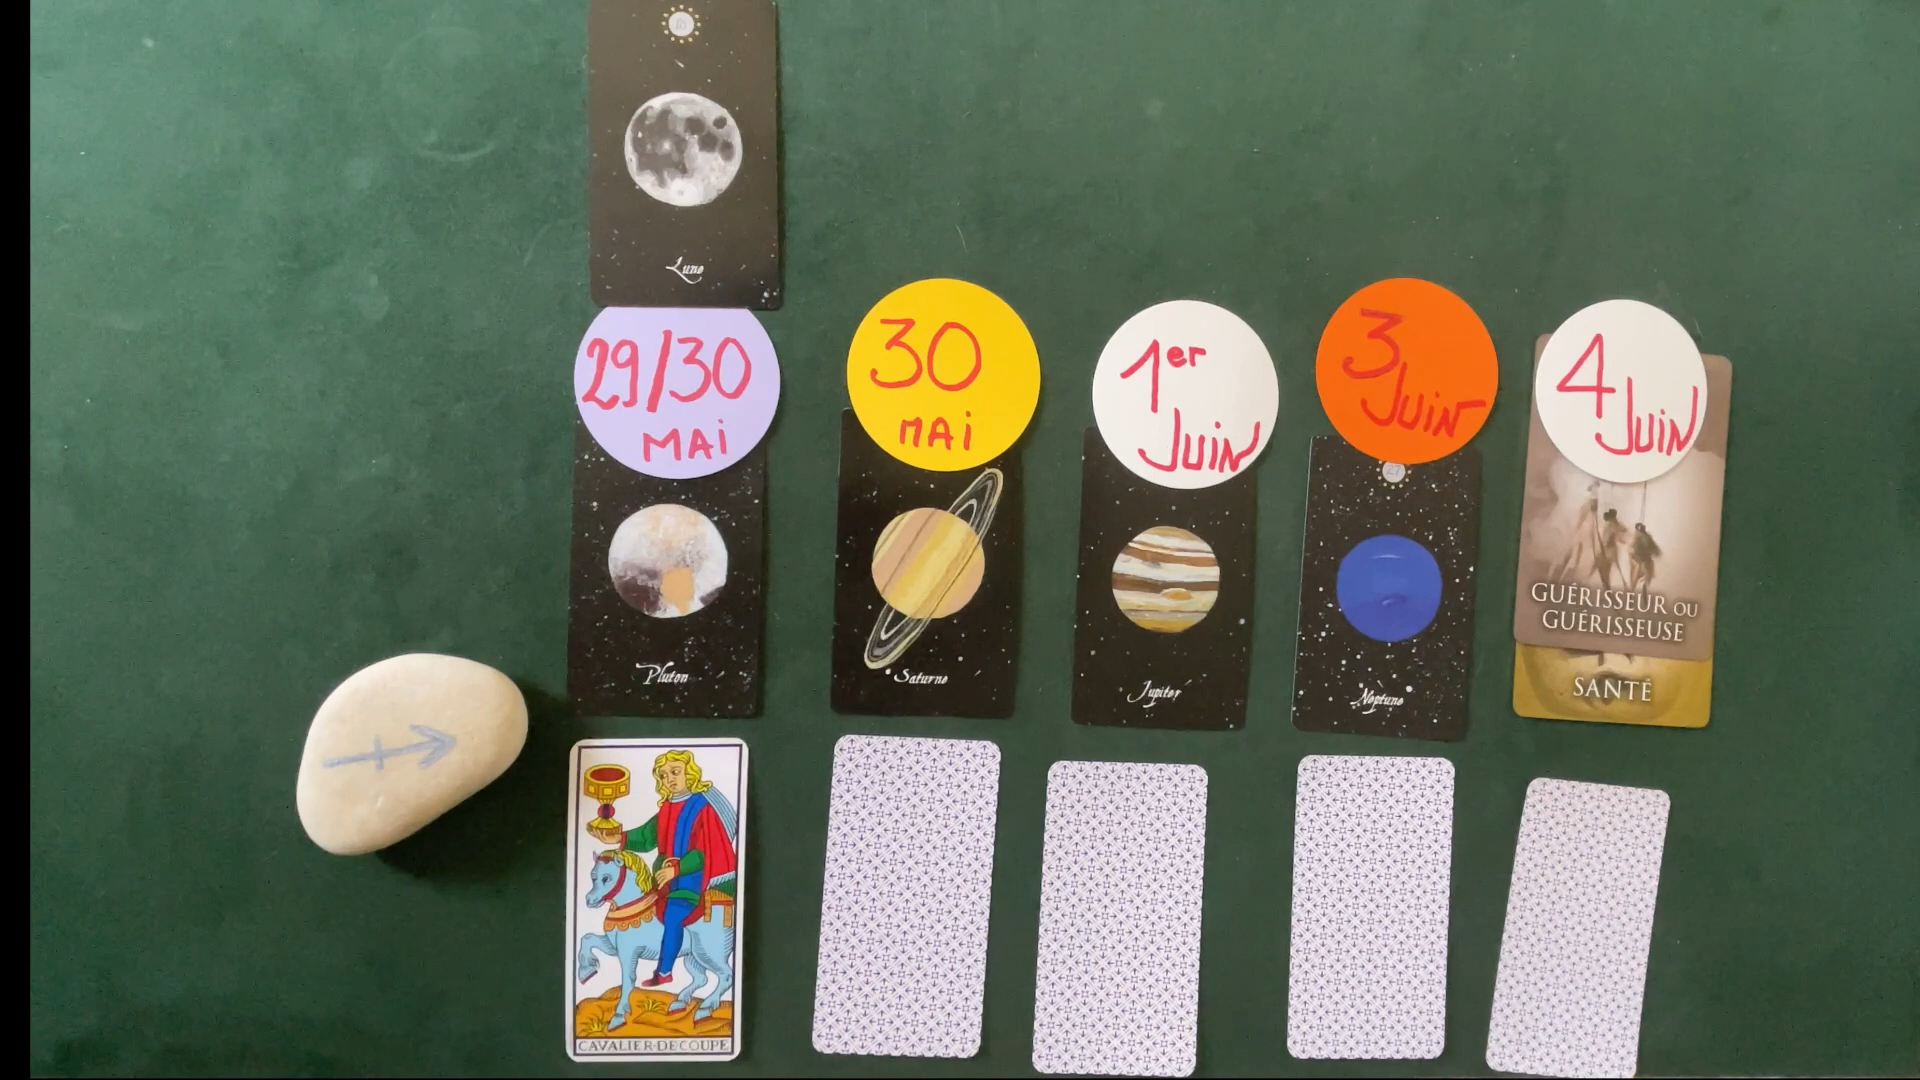 Lune
29/30
MAi
30
MAi
1er
JUiN
3
JUiN
4
JUiN
Pluton
Saturne
Jupiter
Neptune
GUÉRISSEUR OU
GUÉRISSEUSE
SANTÉ
CAVALIER·DE·COUPE